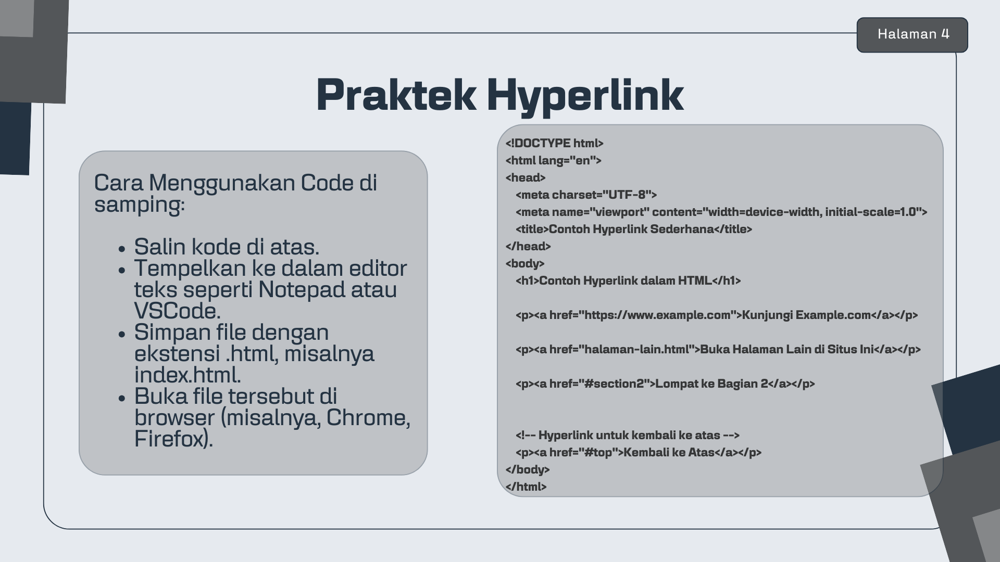 Halaman 4
Praktek Hyperlink
Cara Menggunakan Code di
samping:
• Salin kode di atas.
• Tempelkan ke dalam editor
teks seperti Notepad atau
VSCode.
• Simpan file dengan
ekstensi .html, misalnya
index.html.
• Buka file tersebut di
browser (misalnya, Chrome,
Firefox).
<!DOCTYPE html>
<html lang="en">
<head>
<meta charset="UTF-8">
<meta name="viewport" content="width=device-width, initial-scale=1.0">
<title>Contoh Hyperlink Sederhana</title>
</head>
<body>
<h1>Contoh Hyperlink dalam HTML</h1>
<p><a href="https://www.example.com">Kunjungi Example.com</a></p>
<p><a href="halaman-lain.html">Buka Halaman Lain di Situs Ini</a></p>
<p><a href="#section2">Lompat ke Bagian 2</a></p>
<!-- Hyperlink untuk kembali ke atas -->
<p><a href="#top">Kembali ke Atas</a></p>
</body>
</html>